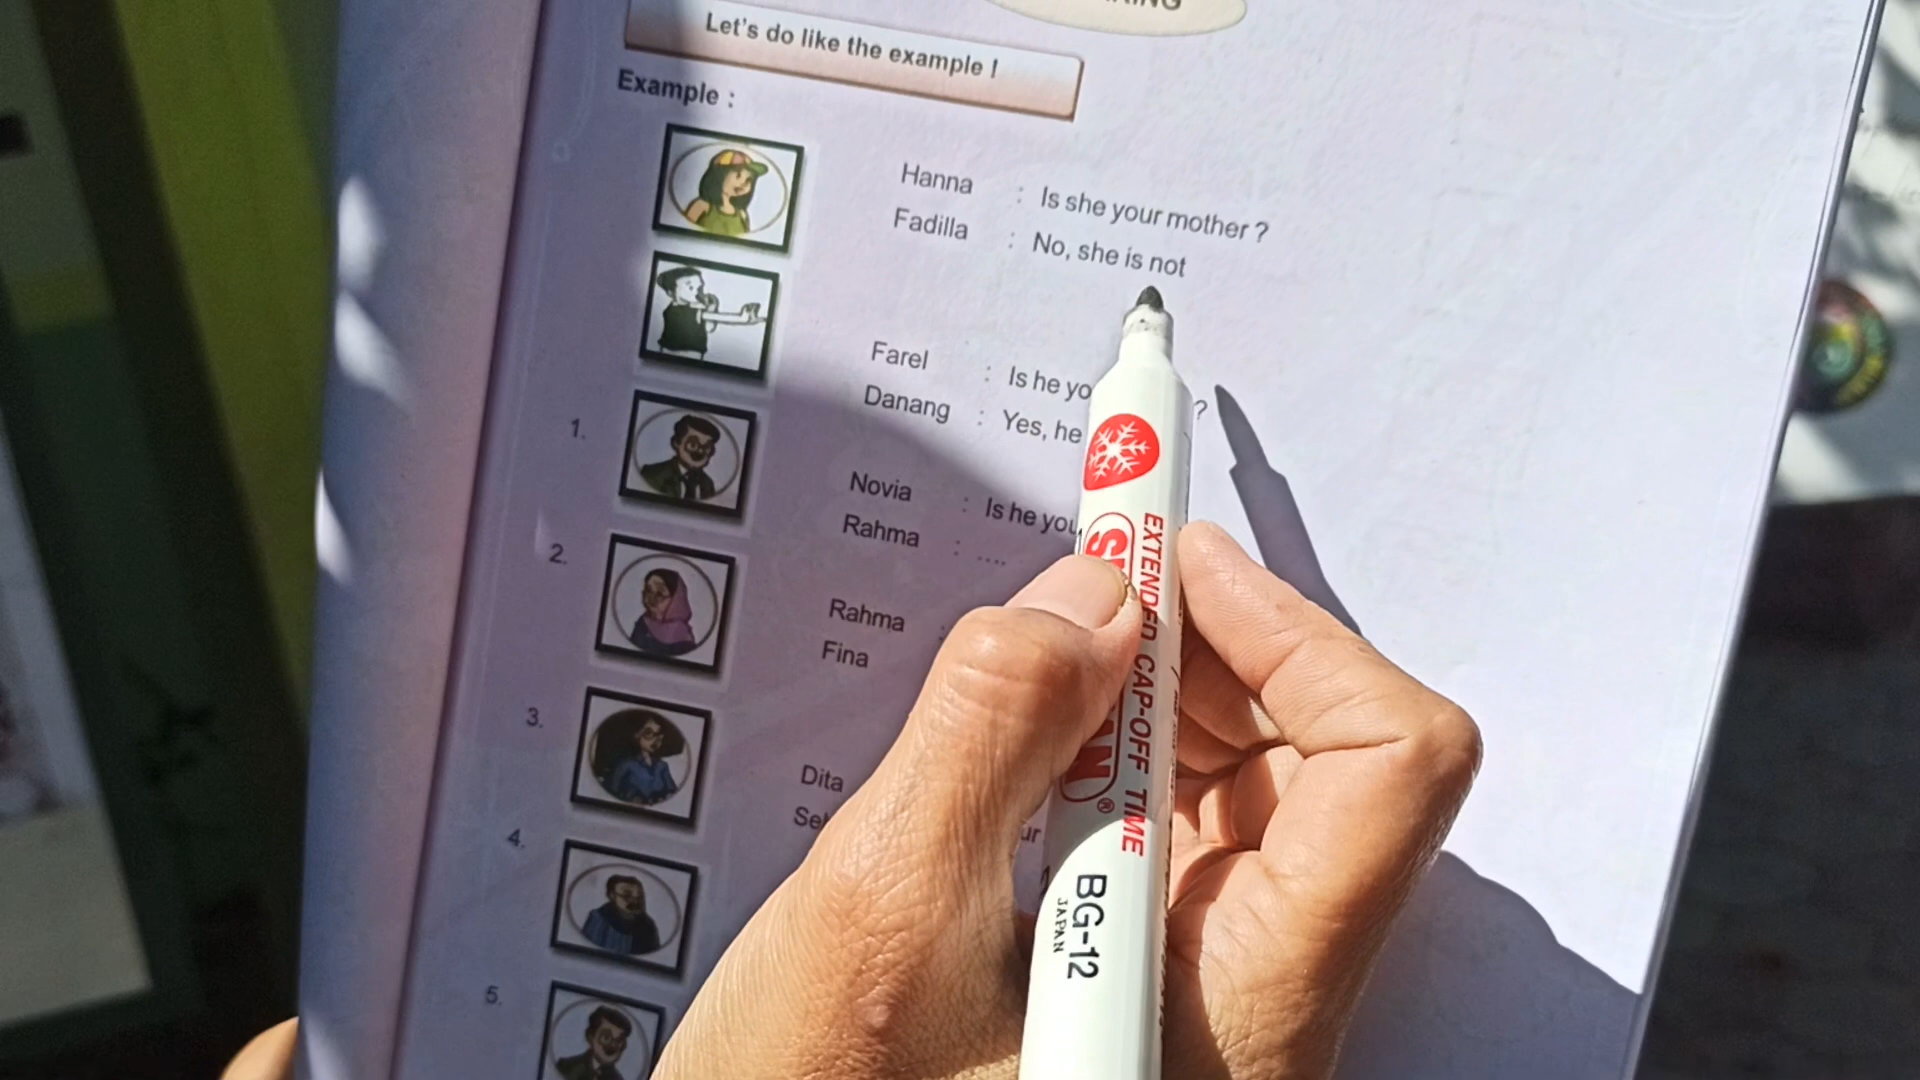 Let's do like the example !
Example :
Hanna : Is she your mother ?
Fadilla : No, she is not
Farel : Is he yo ?
Danang : Yes, he
1.
Novia : Is he you
Rahma : ....
2.
Rahma :
Fina
3.
Dita
4.
5.
EXTENDED CAP-OFF TIME
BG-12
JAPAN